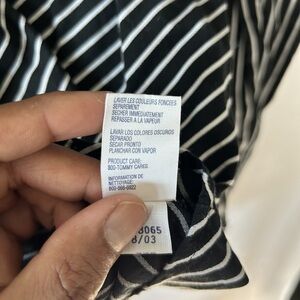 LAVER LES COULEURS FONCEES
SEPAREMENT
SECHER IMMEDIATEMENT
REPASSER A LA VAPEUR
LAVAR LOS COLORES OSCUROS
SEPARADO
SECAR PRONTO
PLANCHAR CON VAPOR
PRODUCT CARE:
800-TOMMY CARES
INFORMATION DE
NETTOYAGE:
800-866-6922
3065
/03